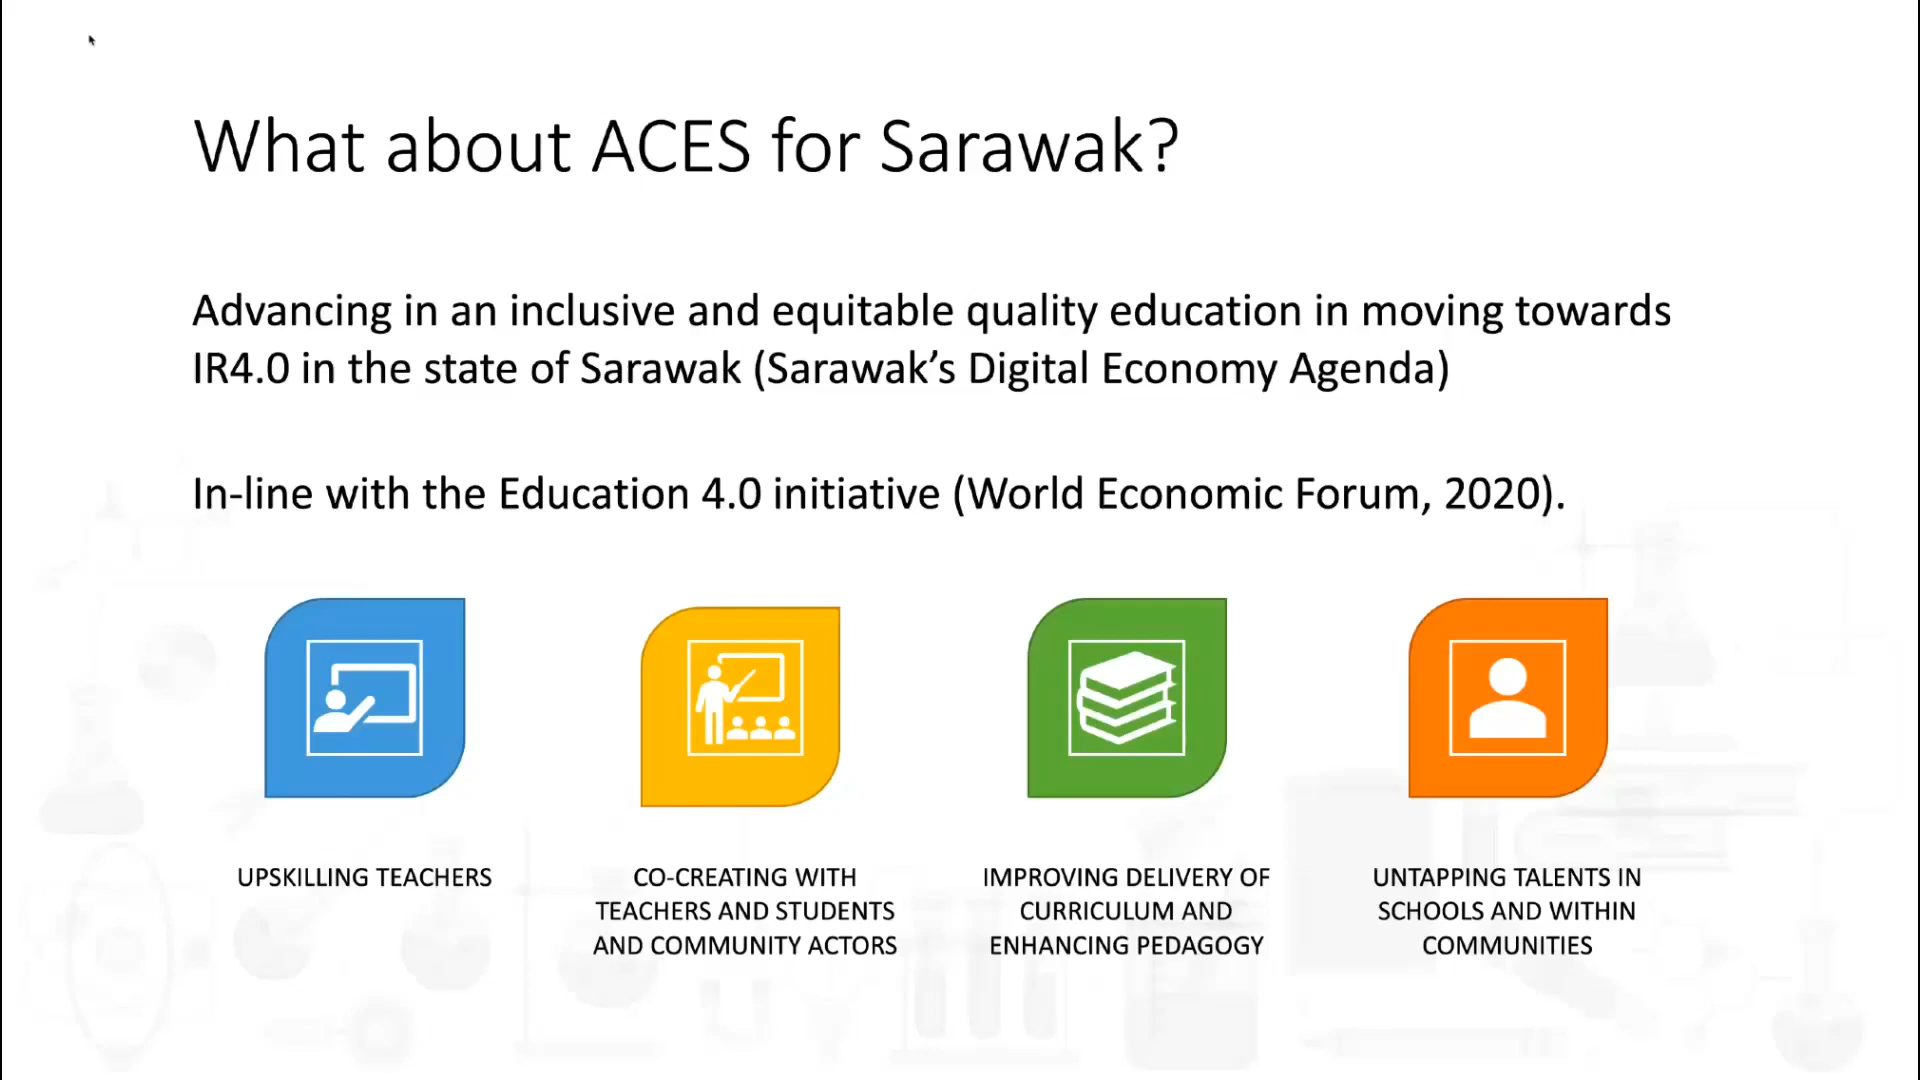 What about ACES for Sarawak?
Advancing in an inclusive and equitable quality education in moving towards
IR4.0 in the state of Sarawak (Sarawak’s Digital Economy Agenda)
In-line with the Education 4.0 initiative (World Economic Forum, 2020).
UPSKILLING TEACHERS
CO-CREATING WITH
TEACHERS AND STUDENTS
AND COMMUNITY ACTORS
IMPROVING DELIVERY OF
CURRICULUM AND
ENHANCING PEDAGOGY
UNTAPPING TALENTS IN
SCHOOLS AND WITHIN
COMMUNITIES